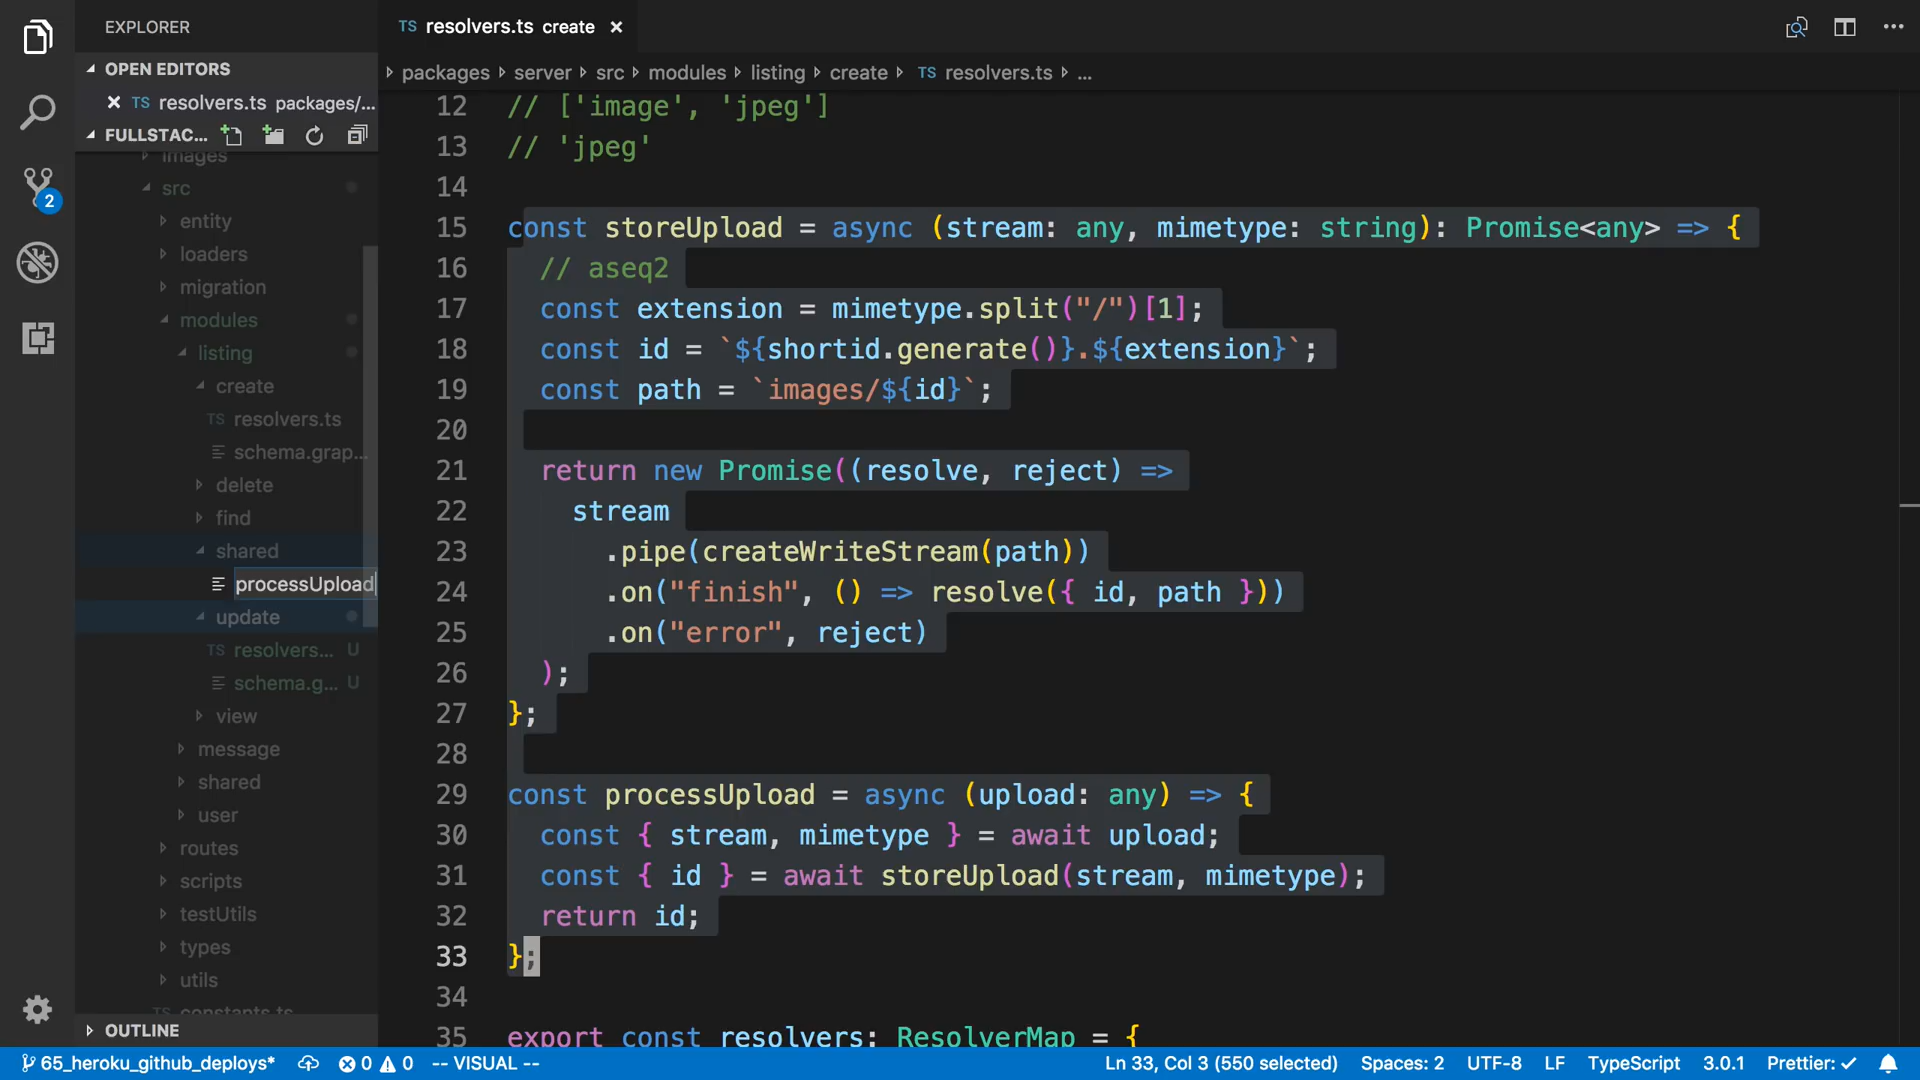 EXPLORER
OPEN EDITORS
TS resolvers.ts packages/...
FULLSTAC...
images
src
entity
loaders
migration
modules
listing
create
TS resolvers.ts
schema.grap...
delete
find
shared
processUpload
update
TS resolvers... U
schema.g... U
view
message
shared
user
routes
scripts
testUtils
types
utils
TS constants.ts
OUTLINE
2
TS resolvers.ts create ×
packages server src modules listing create TS resolvers.ts ...
12 // ['image', 'jpeg']
13 // 'jpeg'
14
15 const storeUpload = async (stream: any, mimetype: string): Promise<any> => {
16 // aseq2
17 const extension = mimetype.split("/")[1];
18 const id = `${shortid.generate()}.${extension}`;
19 const path = `images/${id}`;
20
21 return new Promise((resolve, reject) =>
22 stream
23 .pipe(createWriteStream(path))
24 .on("finish", () => resolve({ id, path }))
25 .on("error", reject)
26 );
27 };
28
29 const processUpload = async (upload: any) => {
30 const { stream, mimetype } = await upload;
31 const { id } = await storeUpload(stream, mimetype);
32 return id;
33 };
34
35 export const resolvers: ResolverMap = {
65_heroku_github_deploys* 0 0 -- VISUAL -- Ln 33, Col 3 (550 selected) Spaces: 2 UTF-8 LF TypeScript 3.0.1 Prettier: ✓